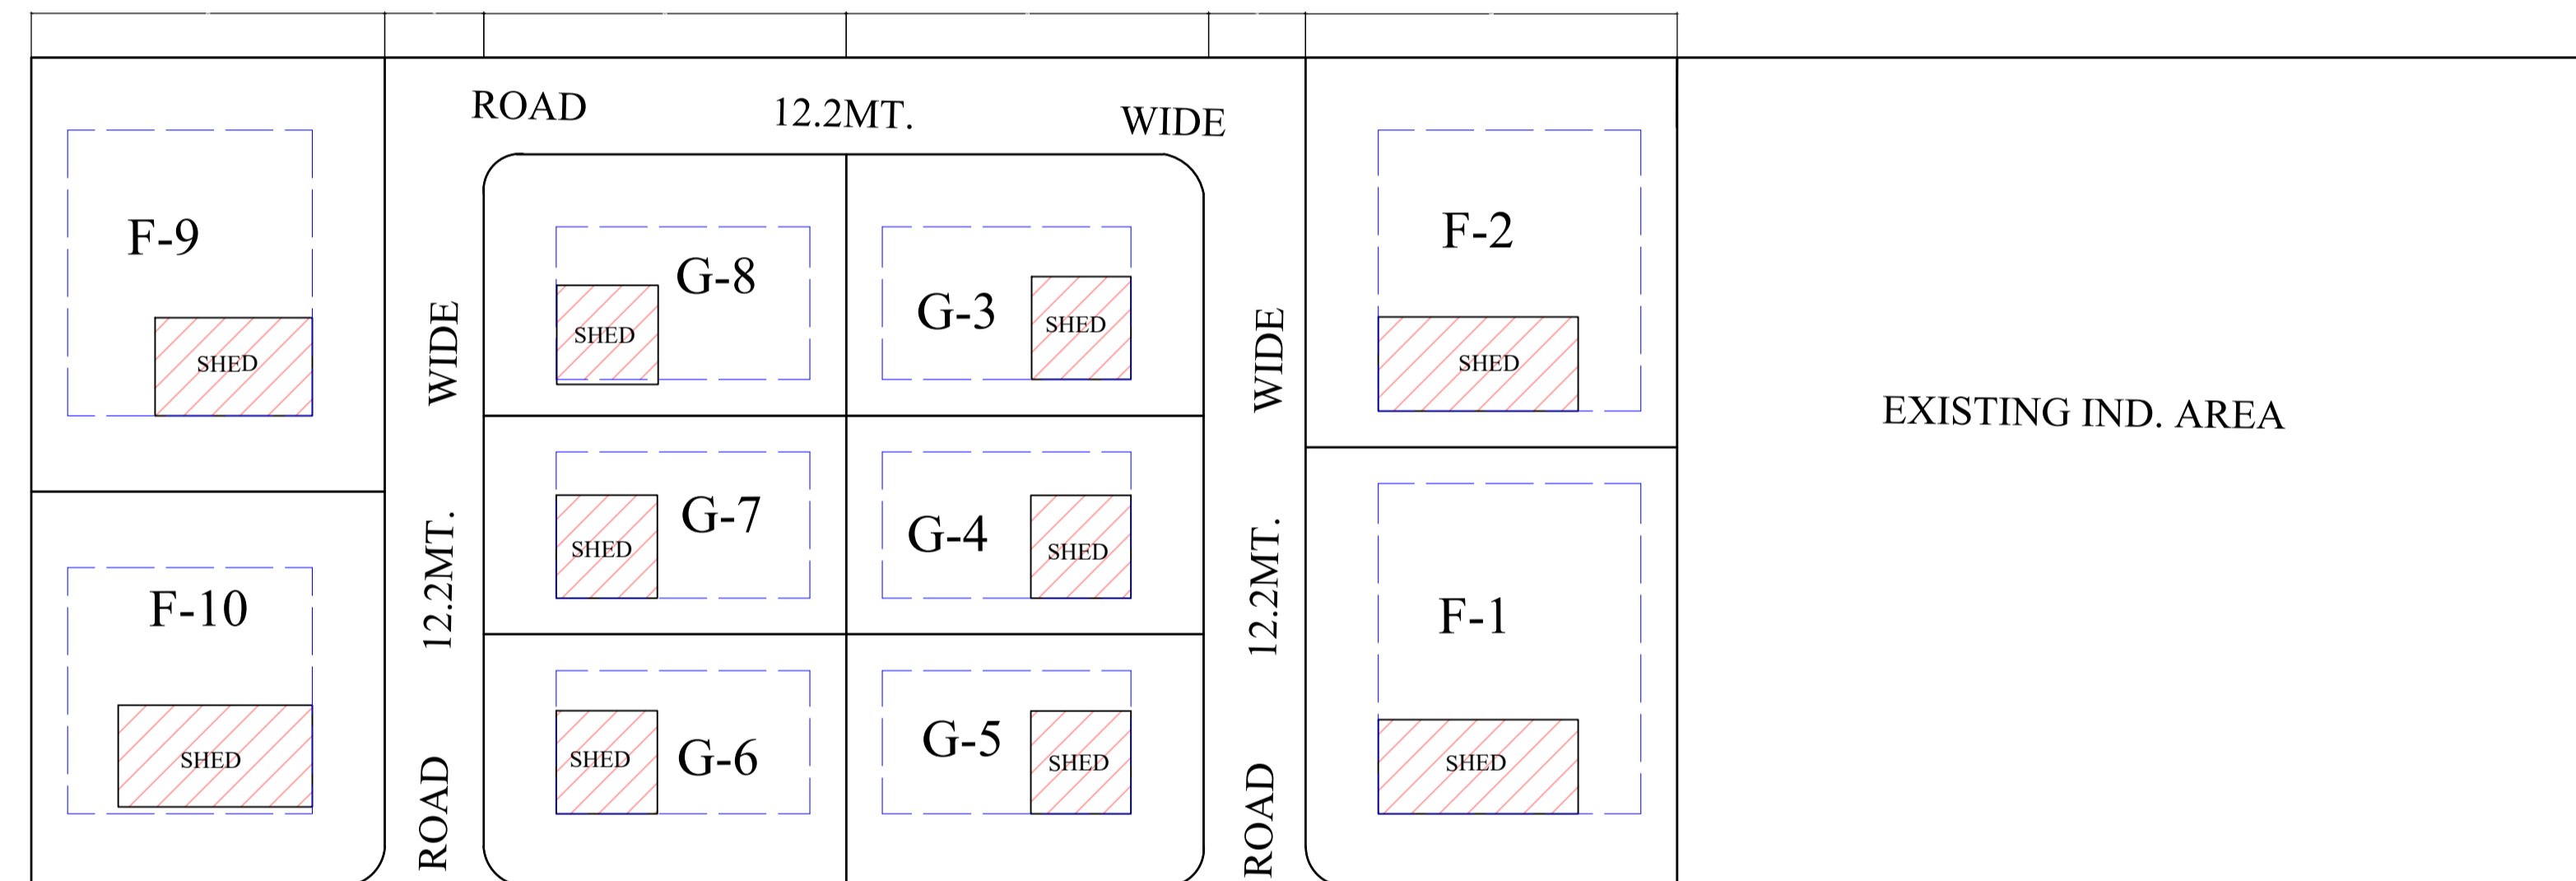 ROAD 12.2MT. WIDE
F-9
SHED
F-10
SHED
ROAD 12.2MT. WIDE
G-8
SHED
G-3
SHED
G-7
SHED
G-4
SHED
G-6
SHED
G-5
SHED
ROAD 12.2MT. WIDE
F-2
SHED
F-1
SHED
EXISTING IND. AREA